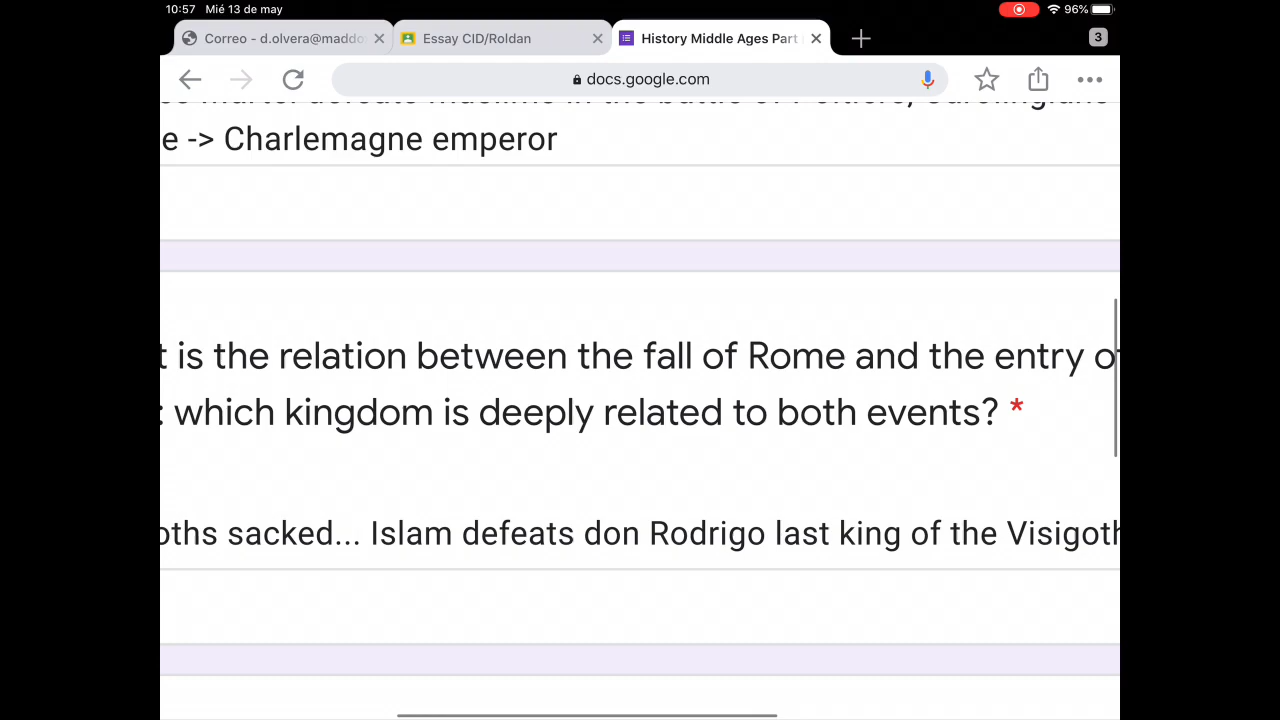 10:57 Mié 13 de may 96%
Correo - d.olvera@maddo Essay CID/Roldan History Middle Ages Part 3
docs.google.com
e -> Charlemagne emperor
t is the relation between the fall of Rome and the entry of
: which kingdom is deeply related to both events? *
oths sacked... Islam defeats don Rodrigo last king of the Visigoth